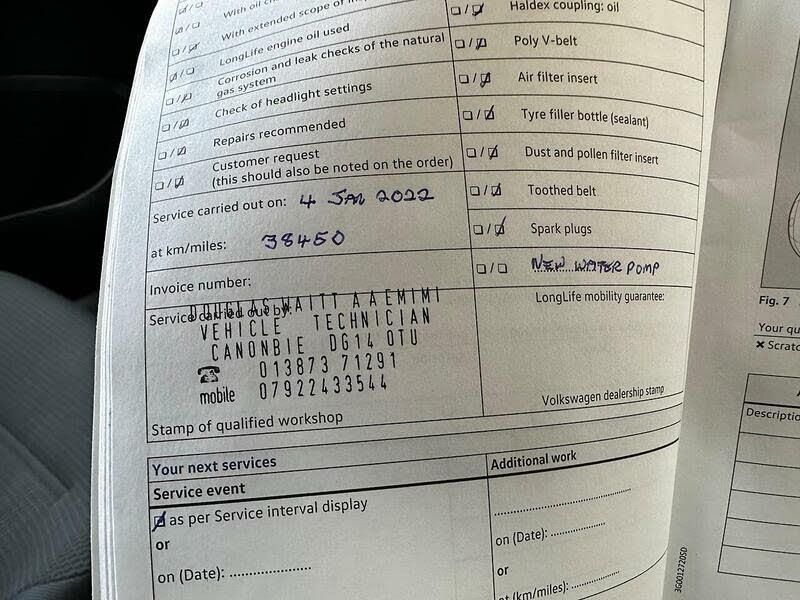 With oil
With extended scope of
LongLife engine oil used
Corrosion and leak checks of the natural
gas system
Check of headlight settings
Repairs recommended
Customer request
(this should also be noted on the order)
Service carried out on: 4 JAN 2022
at km/miles: 38450
Invoice number:
Service carried out by:
DOUGLAS WAITT A A E M I M I
VEHICLE TECHNICIAN
CANONBIE DG14 0TU
013873 71291
mobile 07922433544
Stamp of qualified workshop
Haldex coupling: oil
Poly V-belt
Air filter insert
Tyre filler bottle (sealant)
Dust and pollen filter insert
Toothed belt
Spark plugs
NEW WATER PUMP
LongLife mobility guarantee:
Volkswagen dealership stamp
Your next services
Service event
as per Service interval display
or
on (Date):
Additional work
on (Date):
or
at (km/miles):
3G0012720SD
Fig. 7
Your qu
Scratc
Descriptio